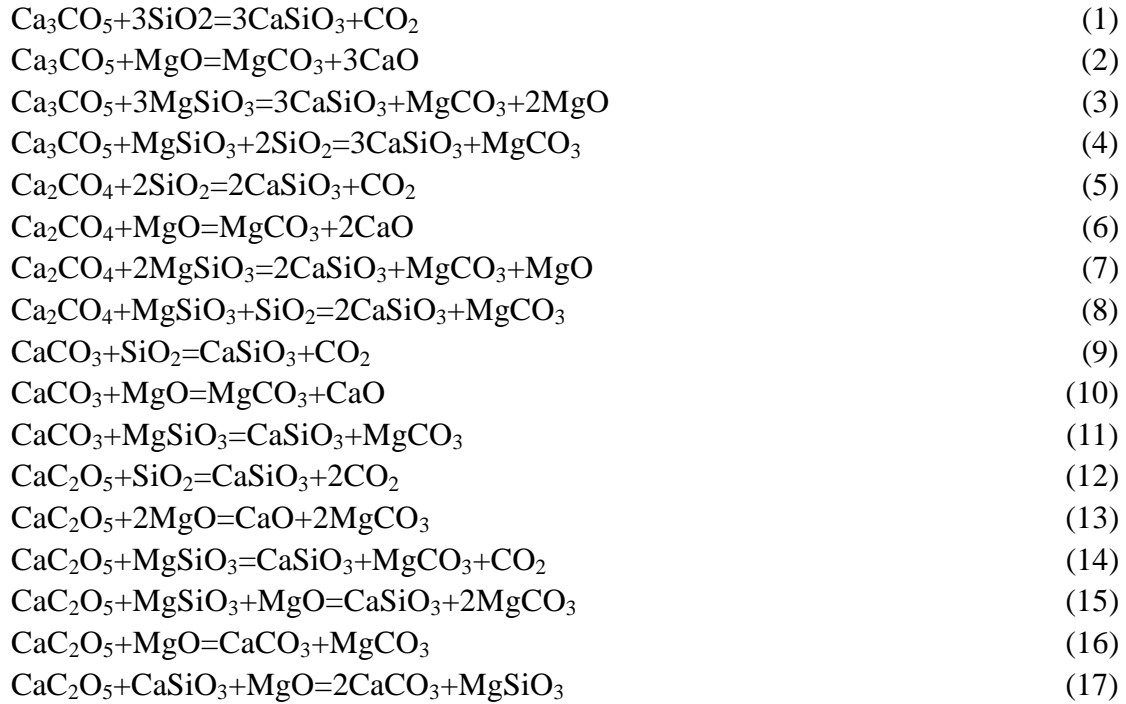 Ca₃CO₅+3SiO2=3CaSiO₃+CO₂ (1)
Ca₃CO₅+MgO=MgCO₃+3CaO (2)
Ca₃CO₅+3MgSiO₃=3CaSiO₃+MgCO₃+2MgO (3)
Ca₃CO₅+MgSiO₃+2SiO₂=3CaSiO₃+MgCO₃ (4)
Ca₂CO₄+2SiO₂=2CaSiO₃+CO₂ (5)
Ca₂CO₄+MgO=MgCO₃+2CaO (6)
Ca₂CO₄+2MgSiO₃=2CaSiO₃+MgCO₃+MgO (7)
Ca₂CO₄+MgSiO₃+SiO₂=2CaSiO₃+MgCO₃ (8)
CaCO₃+SiO₂=CaSiO₃+CO₂ (9)
CaCO₃+MgO=MgCO₃+CaO (10)
CaCO₃+MgSiO₃=CaSiO₃+MgCO₃ (11)
CaC₂O₅+SiO₂=CaSiO₃+2CO₂ (12)
CaC₂O₅+2MgO=CaO+2MgCO₃ (13)
CaC₂O₅+MgSiO₃=CaSiO₃+MgCO₃+CO₂ (14)
CaC₂O₅+MgSiO₃+MgO=CaSiO₃+2MgCO₃ (15)
CaC₂O₅+MgO=CaCO₃+MgCO₃ (16)
CaC₂O₅+CaSiO₃+MgO=2CaCO₃+MgSiO₃ (17)